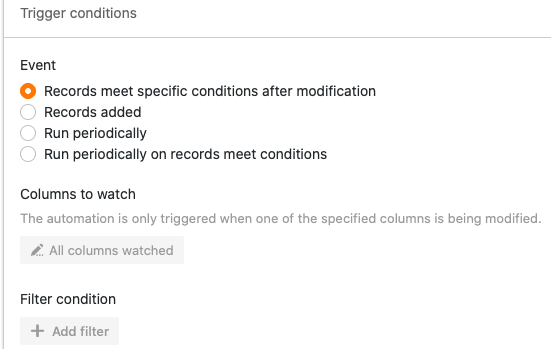 Trigger conditions
Event
Records meet specific conditions after modification
Records added
Run periodically
Run periodically on records meet conditions
Columns to watch
The automation is only triggered when one of the specified columns is being modified.
All columns watched
Filter condition
Add filter